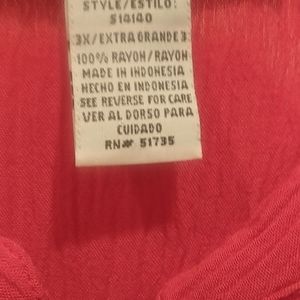 STYLE/ESTILO:
S14140
3X/EXTRA GRANDE 3
100% RAYON/RAYON
MADE IN INDONESIA
HECHO EN INDONESIA
SEE REVERSE FOR CARE
VER AL DORSO PARA
CUIDADO
RN# 51735